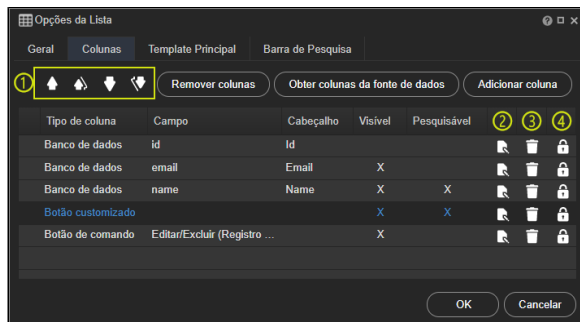 Opções da Lista
Geral Colunas Template Principal Barra de Pesquisa
1 Remover colunas Obter colunas da fonte de dados Adicionar coluna
Tipo de coluna Campo Cabeçalho Visível Pesquisável 2 3 4
Banco de dados id Id
Banco de dados email Email X
Banco de dados name Name X X
Botão customizado X X
Botão de comando Editar/Excluir (Registro ... X
OK Cancelar